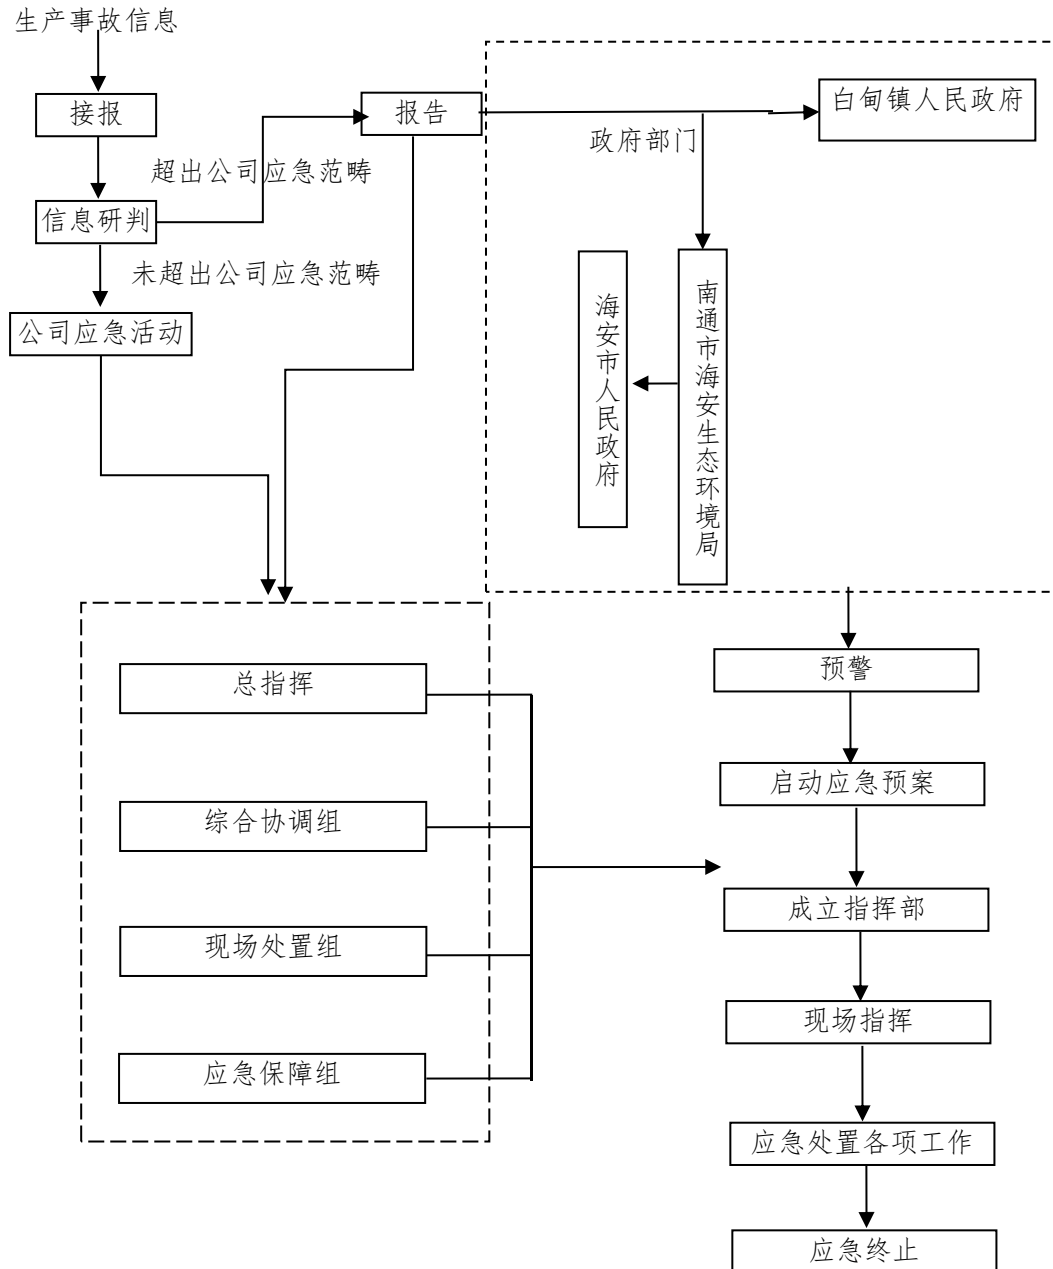 生产事故信息
接报
报告
白甸镇人民政府
政府部门
超出公司应急范畴
信息研判
未超出公司应急范畴
公司应急活动
海安市人民政府
南通市海安生态环境局
总指挥
综合协调组
现场处置组
应急保障组
预警
启动应急预案
成立指挥部
现场指挥
应急处置各项工作
应急终止